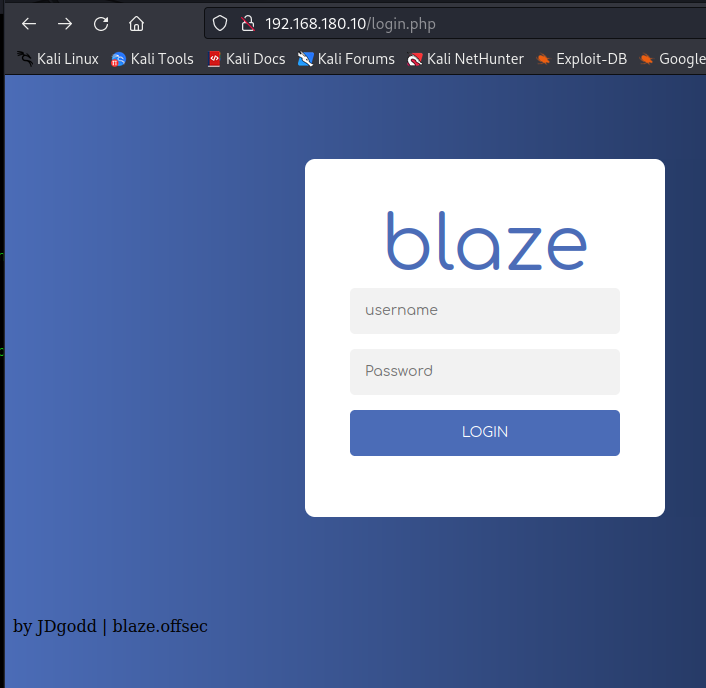 192.168.180.10/login.php
Kali Linux Kali Tools Kali Docs Kali Forums Kali NetHunter Exploit-DB Google
blaze
username
Password
LOGIN
by JDgodd | blaze.offsec